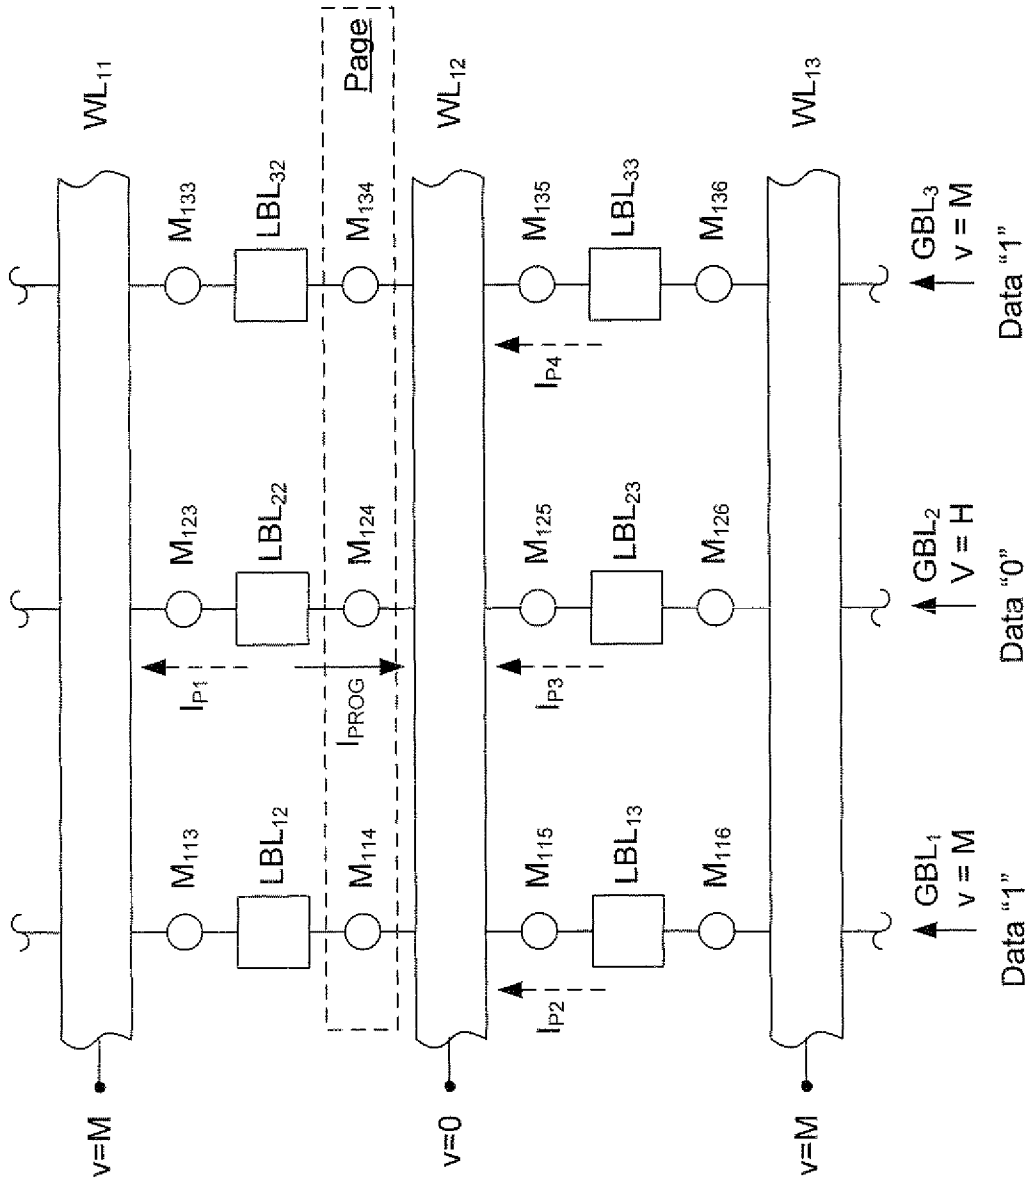 WL11
M113
M123
M133
IP1
LBL12
LBL22
LBL32
Page
M114
M124
M134
IPROG
v=M
WL12
v=0
M115
M125
M135
IP2
IP3
IP4
LBL13
LBL23
LBL33
M116
M126
M136
WL13
v=M
GBL1
v = M
Data “1”
GBL2
V = H
Data “0”
GBL3
v = M
Data “1”